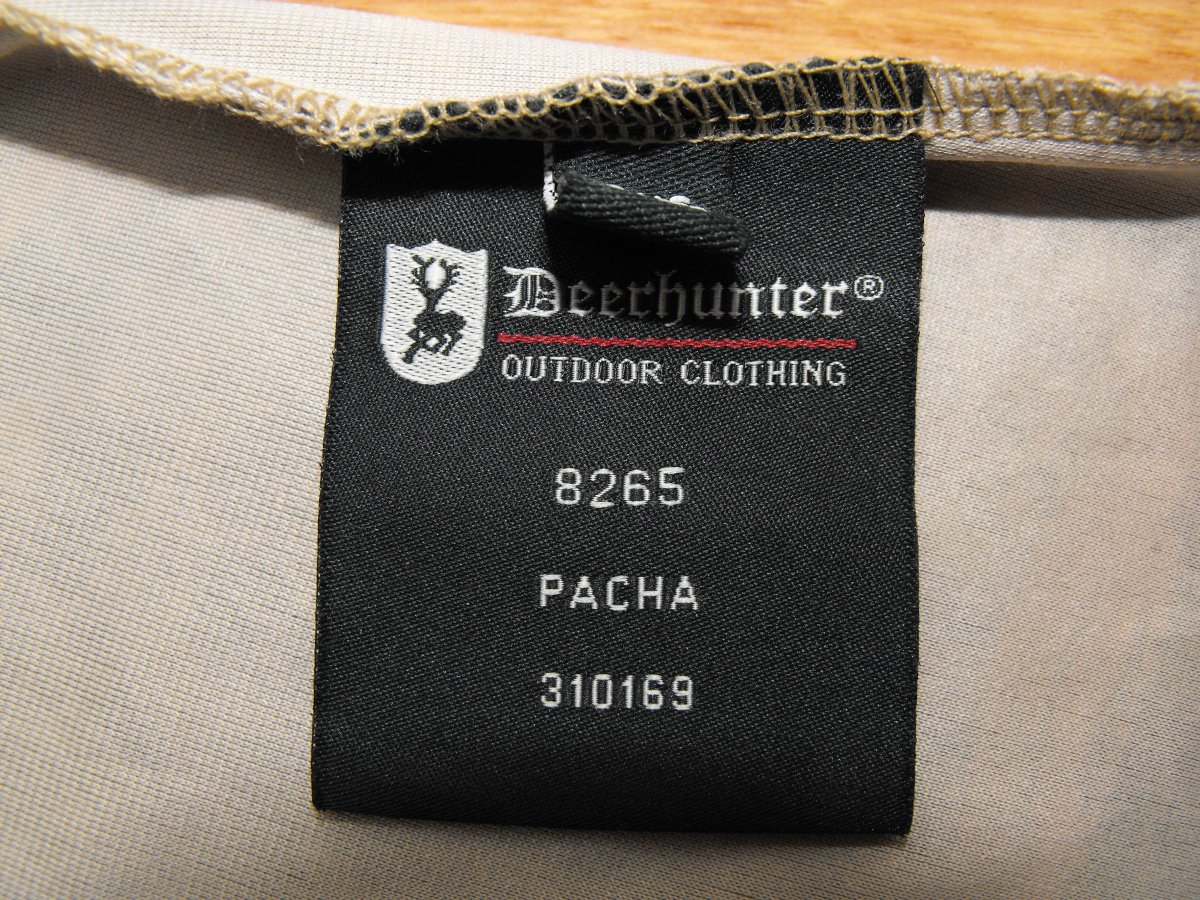 Deerhunter®
OUTDOOR CLOTHING
8265
PACHA
310169